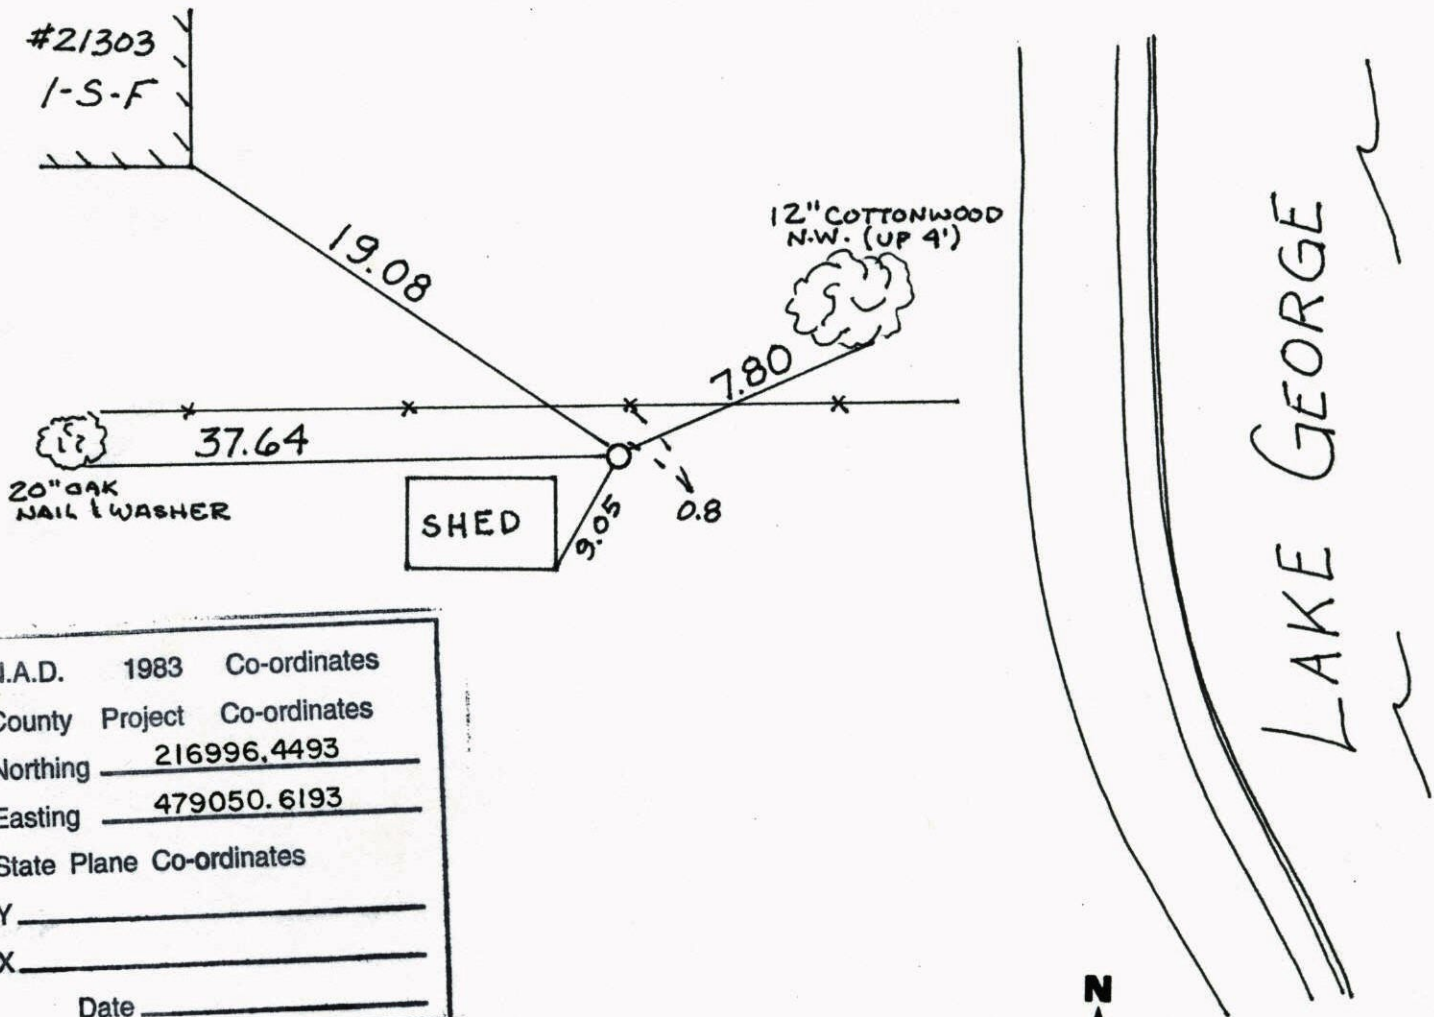 #21303
1-S-F
19.08
12" COTTONWOOD
N.W. (UP 4')
7.80
37.64
20" OAK
NAIL & WASHER
SHED
9.05
0.8
LAKE GEORGE
N.A.D. 1983 Co-ordinates
County Project Co-ordinates
Northing 216996.4493
Easting 479050.6193
State Plane Co-ordinates
Y
X
Date
N